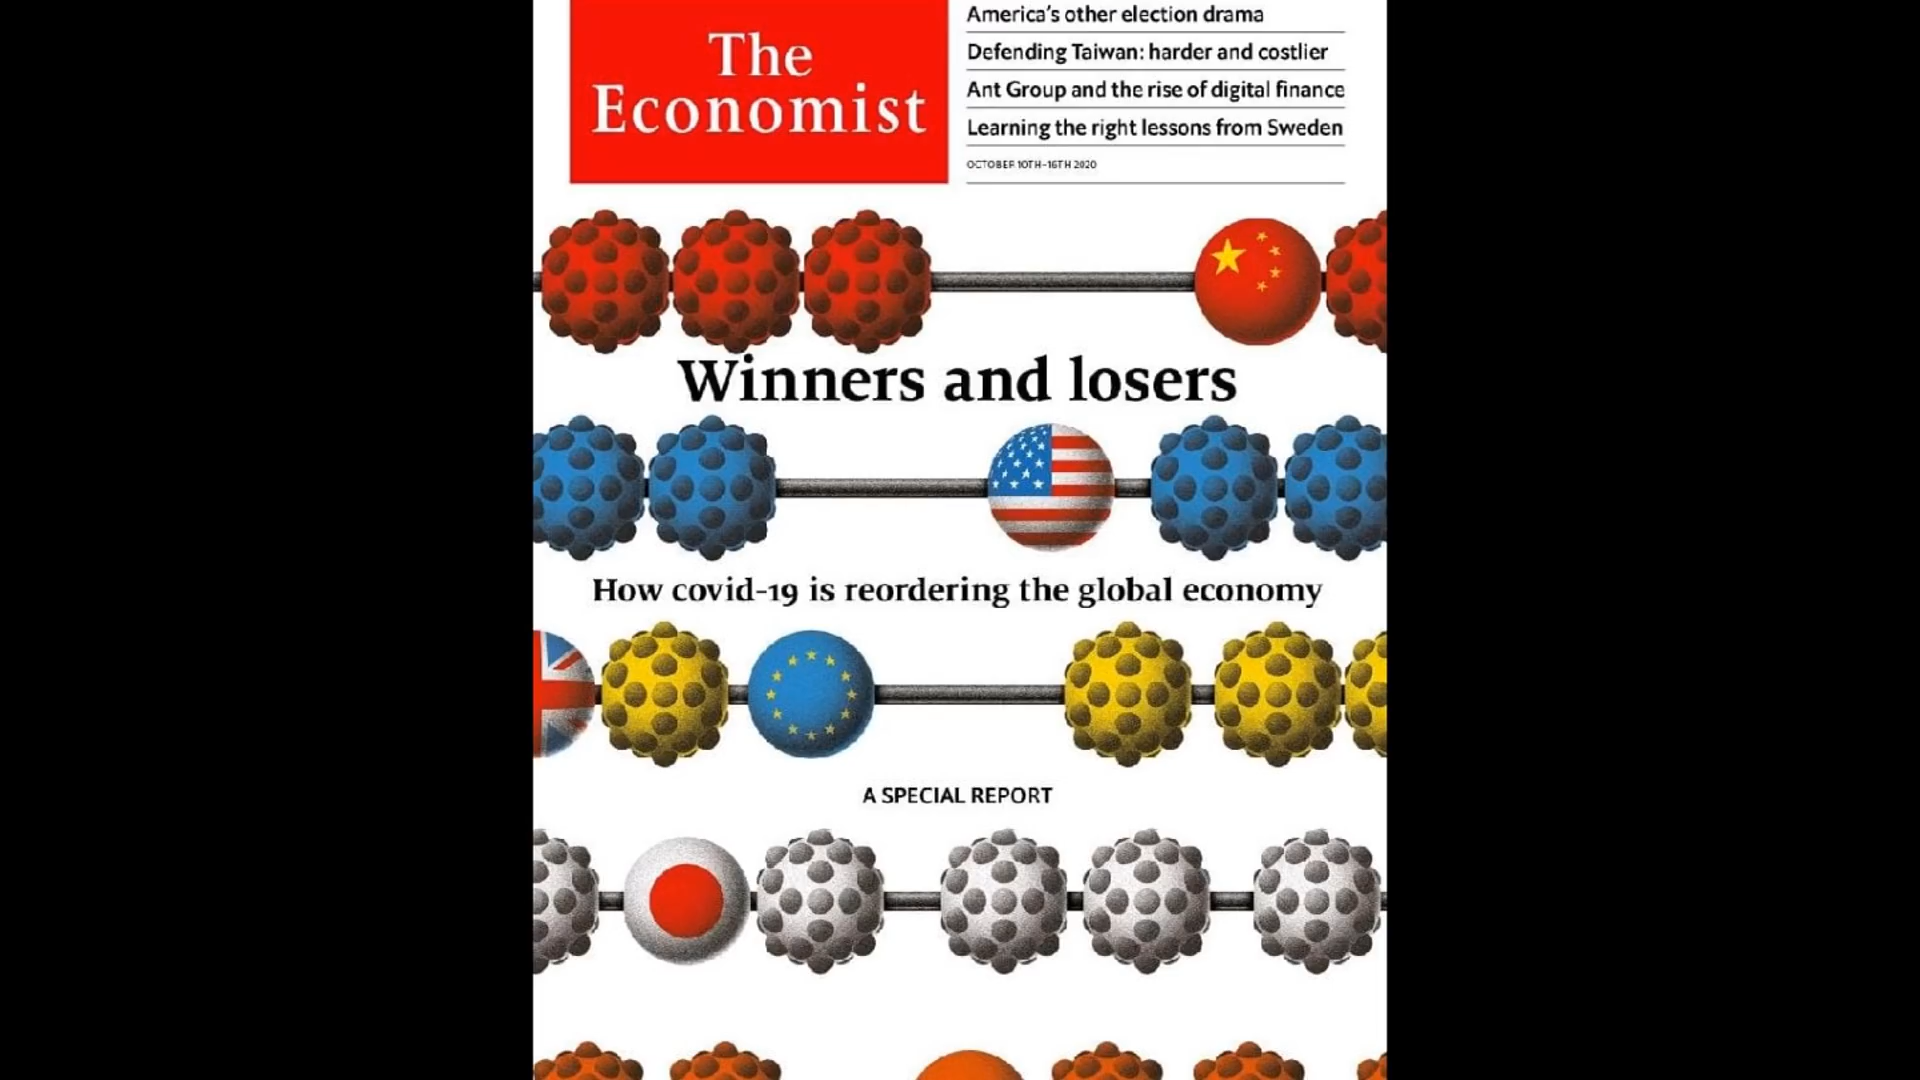 The
Economist
America's other election drama
Defending Taiwan: harder and costlier
Ant Group and the rise of digital finance
Learning the right lessons from Sweden
OCTOBER 10TH–16TH 2020
Winners and losers
How covid-19 is reordering the global economy
A SPECIAL REPORT